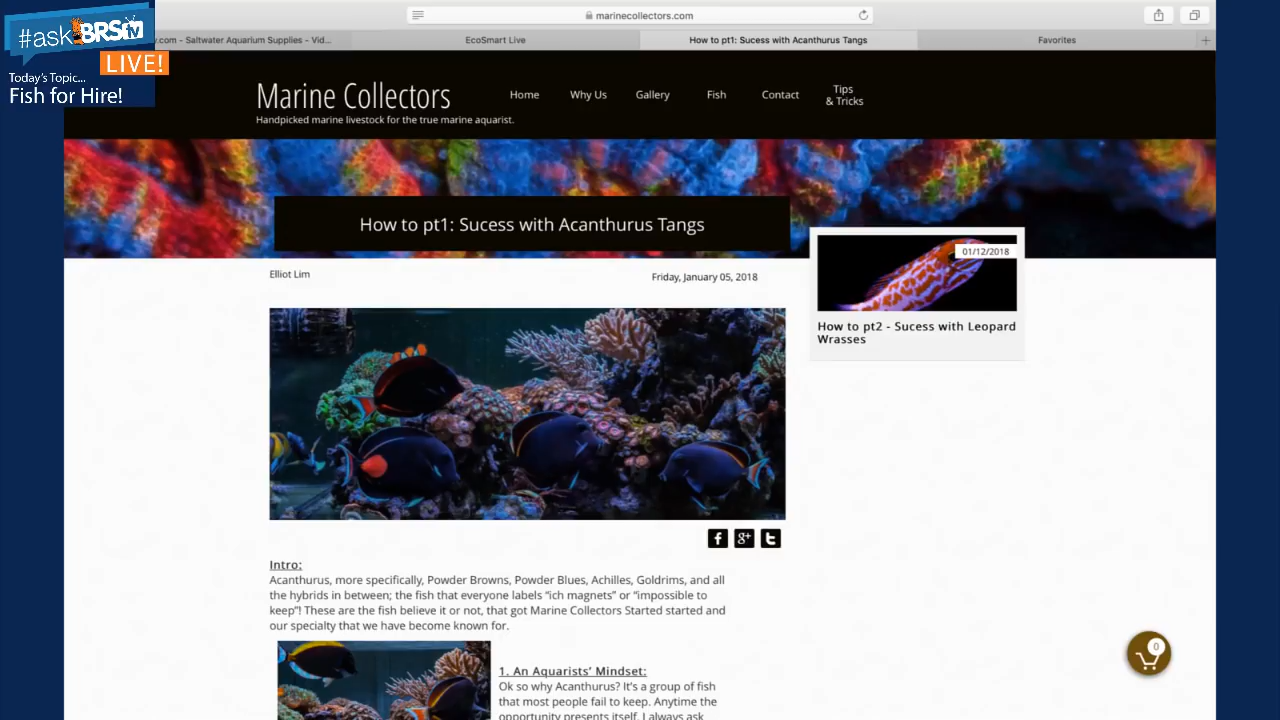 #askBRStv
LIVE!
Today's Topic...
Fish for Hire!
marinecollectors.com
.com - Saltwater Aquarium Supplies - Vid...
EcoSmart Live
How to pt1: Sucess with Acanthurus Tangs
Favorites
+
Marine Collectors
Handpicked marine livestock for the true marine aquarist.
Home
Why Us
Gallery
Fish
Contact
Tips
& Tricks
How to pt1: Sucess with Acanthurus Tangs
Elliot Lim
Friday, January 05, 2018
01/12/2018
How to pt2 - Sucess with Leopard
Wrasses
f g+ t
Intro:
Acanthurus, more specifically, Powder Browns, Powder Blues, Achilles, Goldrims, and all
the hybrids in between; the fish that everyone labels “ich magnets” or “impossible to
keep”! These are the fish believe it or not, that got Marine Collectors Started started and
our specialty that we have become known for.
1. An Aquarists’ Mindset:
Ok so why Acanthurus? It’s a group of fish
that most people fail to keep. Anytime the
opportunity presents itself, I always ask
0